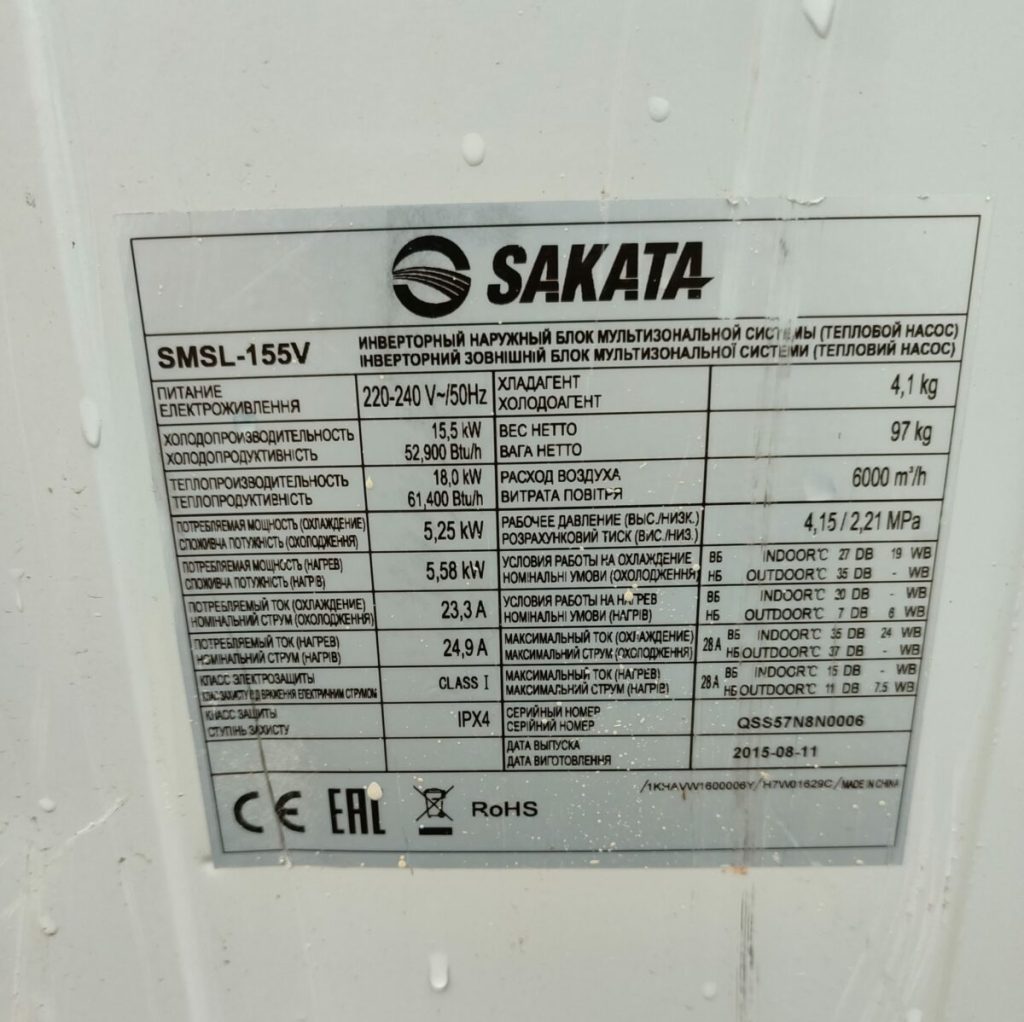 SAKATA
SMSL-155V
ИНВЕРТОРНЫЙ НАРУЖНЫЙ БЛОК МУЛЬТИЗОНАЛЬНОЙ СИСТЕМЫ (ТЕПЛОВОЙ НАСОС)
ІНВЕРТОРНИЙ ЗОВНІШНІЙ БЛОК МУЛЬТИЗОНАЛЬНОЇ СИСТЕМИ (ТЕПЛОВИЙ НАСОС)
ПИТАНИЕ
ЕЛЕКТРОЖИВЛЕННЯ
220-240 V~/50Hz
ХЛАДАГЕНТ
ХОЛОДОАГЕНТ
4,1 kg
ХОЛОДОПРОИЗВОДИТЕЛЬНОСТЬ
ХОЛОДОПРОДУКТИВНІСТЬ
15,5 kW
52,900 Btu/h
ВЕС НЕТТО
ВАГА НЕТТО
97 kg
ТЕПЛОПРОИЗВОДИТЕЛЬНОСТЬ
ТЕПЛОПРОДУКТИВНІСТЬ
18,0 kW
61,400 Btu/h
РАСХОД ВОЗДУХА
ВИТРАТА ПОВІТРЯ
6000 m³/h
ПОТРЕБЛЯЕМАЯ МОЩНОСТЬ (ОХЛАЖДЕНИЕ)
СПОЖИВЧА ПОТУЖНІСТЬ (ОХОЛОДЖЕННЯ)
5,25 kW
РАБОЧЕЕ ДАВЛЕНИЕ (ВЫС./НИЗК.)
РОЗРАХУНКОВИЙ ТИСК (ВИС./НИЗ.)
4,15 / 2,21 MPa
ПОТРЕБЛЯЕМАЯ МОЩНОСТЬ (НАГРЕВ)
СПОЖИВЧА ПОТУЖНІСТЬ (НАГРІВ)
5,58 kW
УСЛОВИЯ РАБОТЫ НА ОХЛАЖДЕНИЕ
НОМІНАЛЬНІ УМОВИ (ОХОЛОДЖЕННЯ)
ВБ INDOOR℃ 27 DB 19 WB
НБ OUTDOOR℃ 35 DB - WB
ПОТРЕБЛЯЕМЫЙ ТОК (ОХЛАЖДЕНИЕ)
НОМІНАЛЬНИЙ СТРУМ (ОХОЛОДЖЕННЯ)
23,3 A
УСЛОВИЯ РАБОТЫ НА НАГРЕВ
НОМІНАЛЬНІ УМОВИ (НАГРІВ)
ВБ INDOOR℃ 20 DB - WB
НБ OUTDOOR℃ 7 DB 6 WB
ПОТРЕБЛЯЕМЫЙ ТОК (НАГРЕВ)
НОМІНАЛЬНИЙ СТРУМ (НАГРІВ)
24,9 A
МАКСИМАЛЬНЫЙ ТОК (ОХЛАЖДЕНИЕ)
МАКСИМАЛЬНИЙ СТРУМ (ОХОЛОДЖЕННЯ)
28 A
ВБ INDOOR℃ 35 DB 24 WB
НБ OUTDOOR℃ 37 DB - WB
КЛАСС ЭЛЕКТРОЗАЩИТЫ
КЛАС ЗАХИСТУ ВІД ВРАЖЕННЯ ЕЛЕКТРИЧНИМ СТРУМОМ
CLASS I
МАКСИМАЛЬНЫЙ ТОК (НАГРЕВ)
МАКСИМАЛЬНИЙ СТРУМ (НАГРІВ)
28 A
ВБ INDOOR℃ 15 DB - WB
НБ OUTDOOR℃ 11 DB 7.5 WB
КЛАСС ЗАЩИТЫ
СТУПІНЬ ЗАХИСТУ
IPX4
СЕРИЙНЫЙ НОМЕР
СЕРІЙНИЙ НОМЕР
QSS57N8N0006
ДАТА ВЫПУСКА
ДАТА ВИГОТОВЛЕННЯ
2015-08-11
CE EAC RoHS
/H7W01629C/MADE IN CHINA